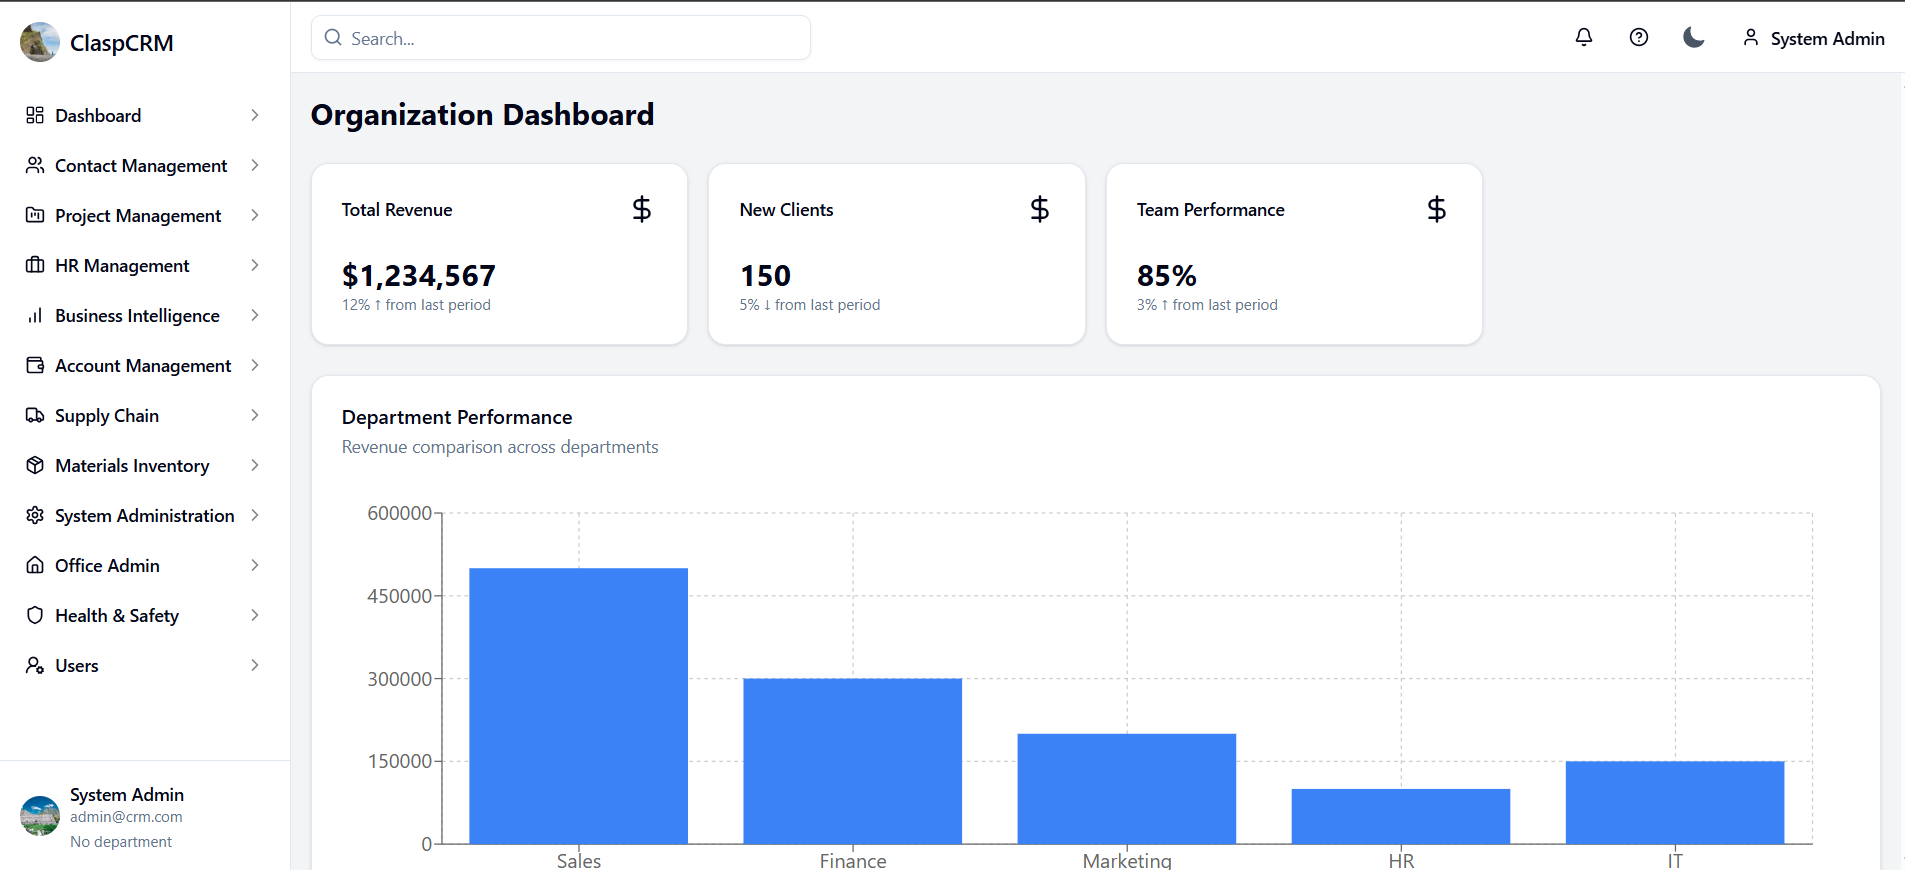 ClaspCRM
Search...
System Admin
Dashboard
Contact Management
Project Management
HR Management
Business Intelligence
Account Management
Supply Chain
Materials Inventory
System Administration
Office Admin
Health & Safety
Users
System Admin
admin@crm.com
No department
Organization Dashboard
Total Revenue $
$1,234,567
12% ↑ from last period
New Clients $
150
5% ↓ from last period
Team Performance $
85%
3% ↑ from last period
Department Performance
Revenue comparison across departments
600000
450000
300000
150000
0
Sales Finance Marketing HR IT